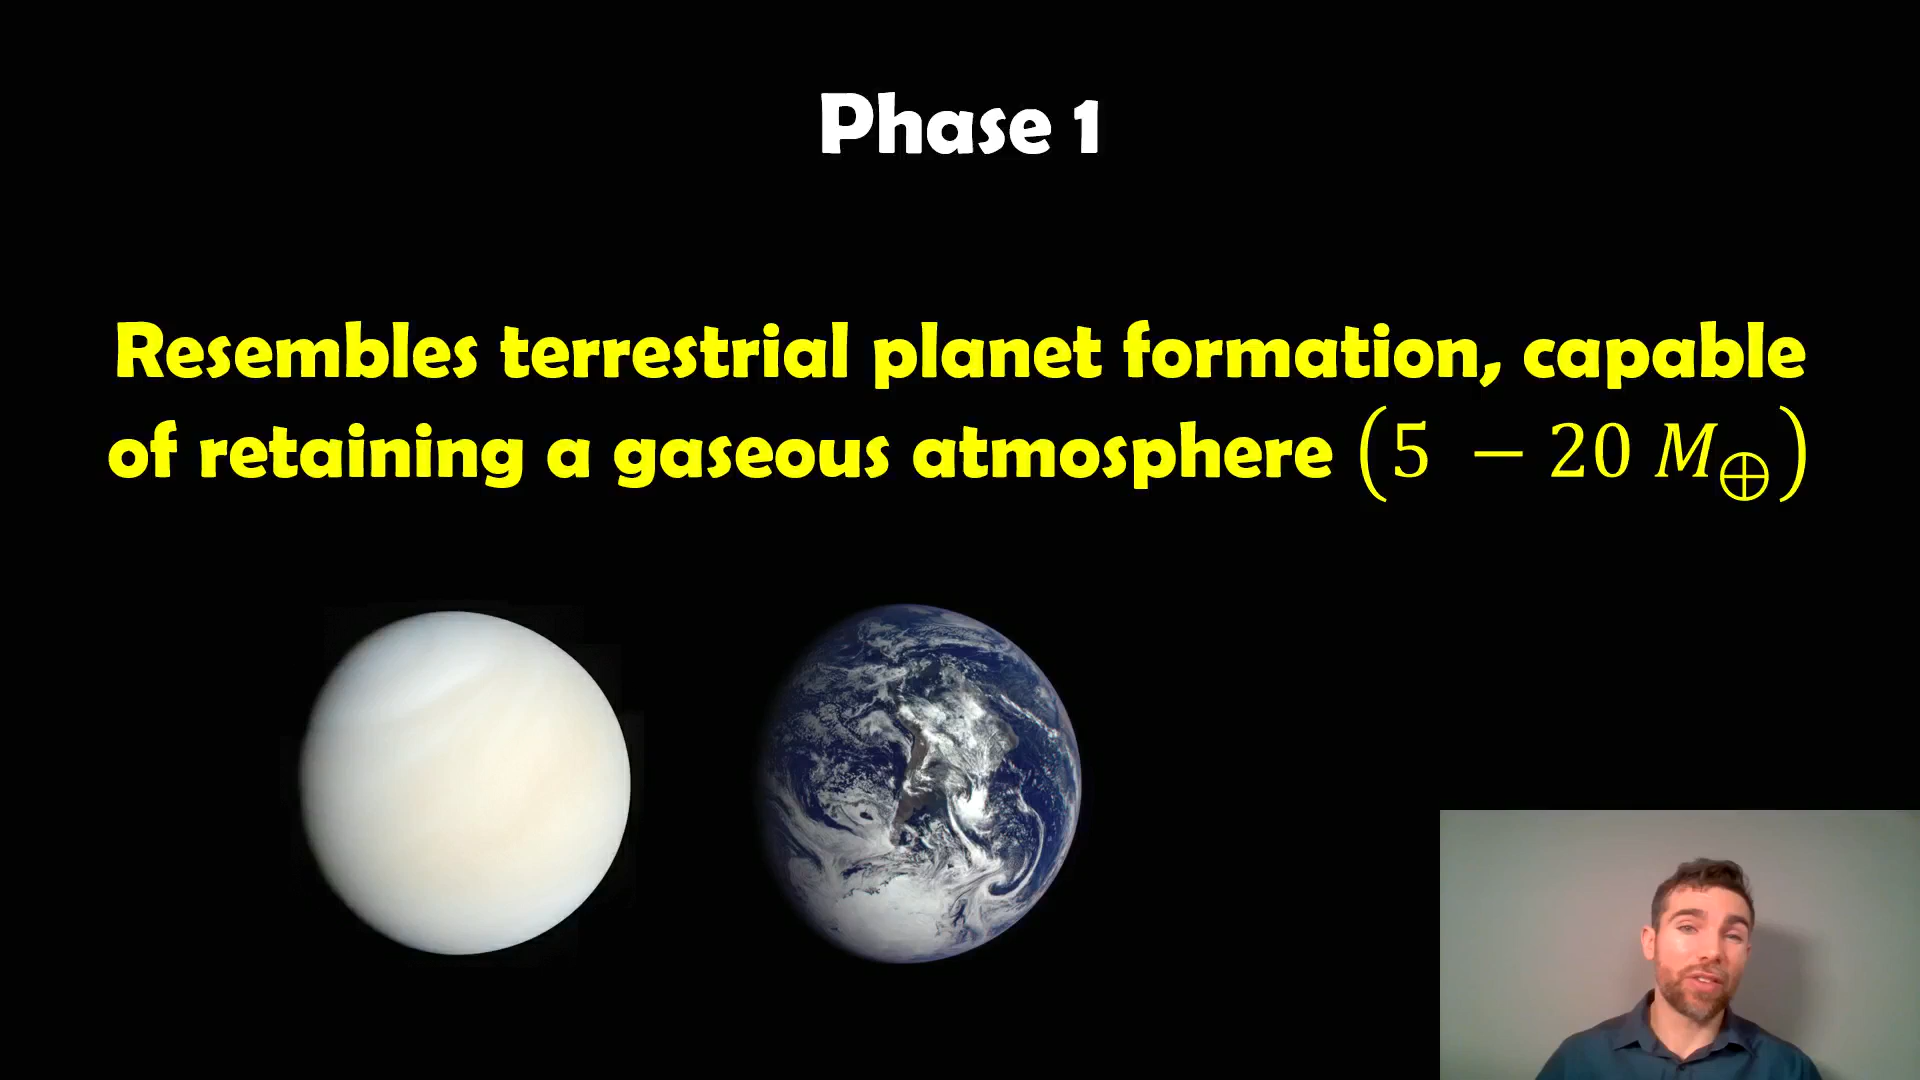 Phase 1
Resembles terrestrial planet formation, capable
of retaining a gaseous atmosphere (5 − 20 M⊕)